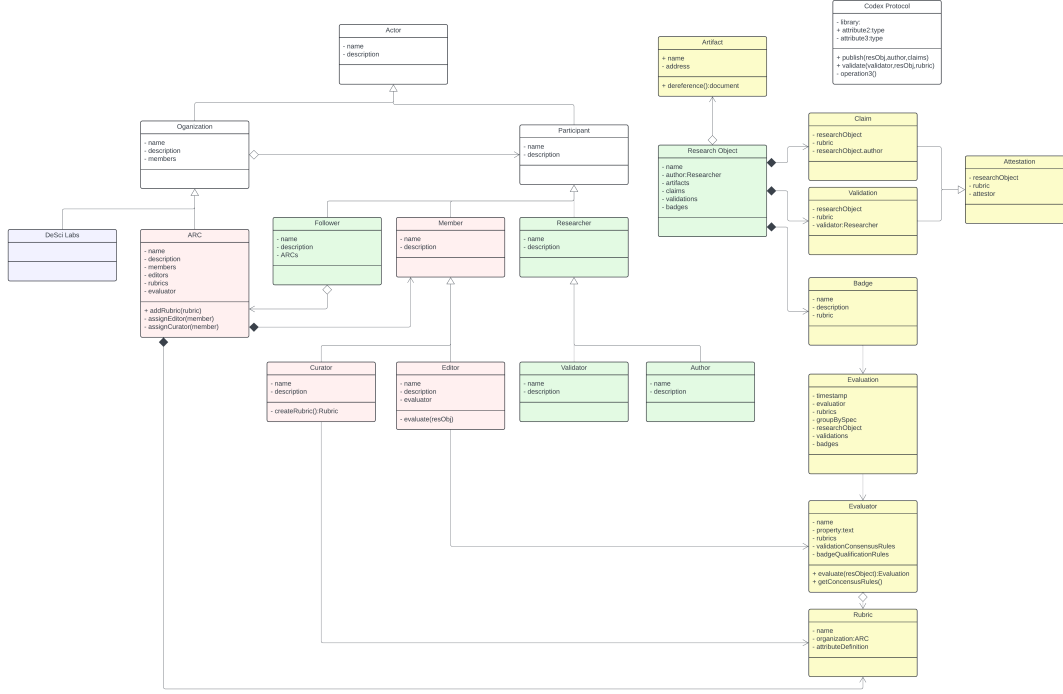 Codex Protocol
- library:
+ attribute2:type
- attribute3:type
+ publish(resObj,author,claims)
+ validate(validator,resObj,rubric)
- operation3()
Actor
- name
- description
Artifact
+ name
- address
+ dereference():document
Oganization
- name
- description
- members
Participant
- name
- description
Research Object
- name
- author:Researcher
- artifacts
- claims
- validations
- badges
Claim
- researchObject
- rubric
- researchObject.author
Attestation
- researchObject
- rubric
- attestor
Validation
- researchObject
- rubric
- validator:Researcher
DeSci Labs
ARC
- name
- description
- members
- editors
- rubrics
- evaluator
+ addRubric(rubric)
- assignEditor(member)
- assignCurator(member)
Follower
- name
- description
- ARCs
Member
- name
- description
Researcher
- name
- description
Badge
- name
- description
- rubric
Curator
- name
- description
- createRubric():Rubric
Editor
- name
- description
- evaluator
- evaluate(resObj)
Validator
- name
- description
Author
- name
- description
Evaluation
- timestamp
- evaluatior
- rubrics
- groupBySpec
- researchObject
- validations
- badges
Evaluator
- name
- property:text
- rubrics
- validationConsensusRules
- badgeQualificationRules
+ evaluate(resObject):Evaluation
+ getConcensusRules()
Rubric
- name
- organization:ARC
- attributeDefinition